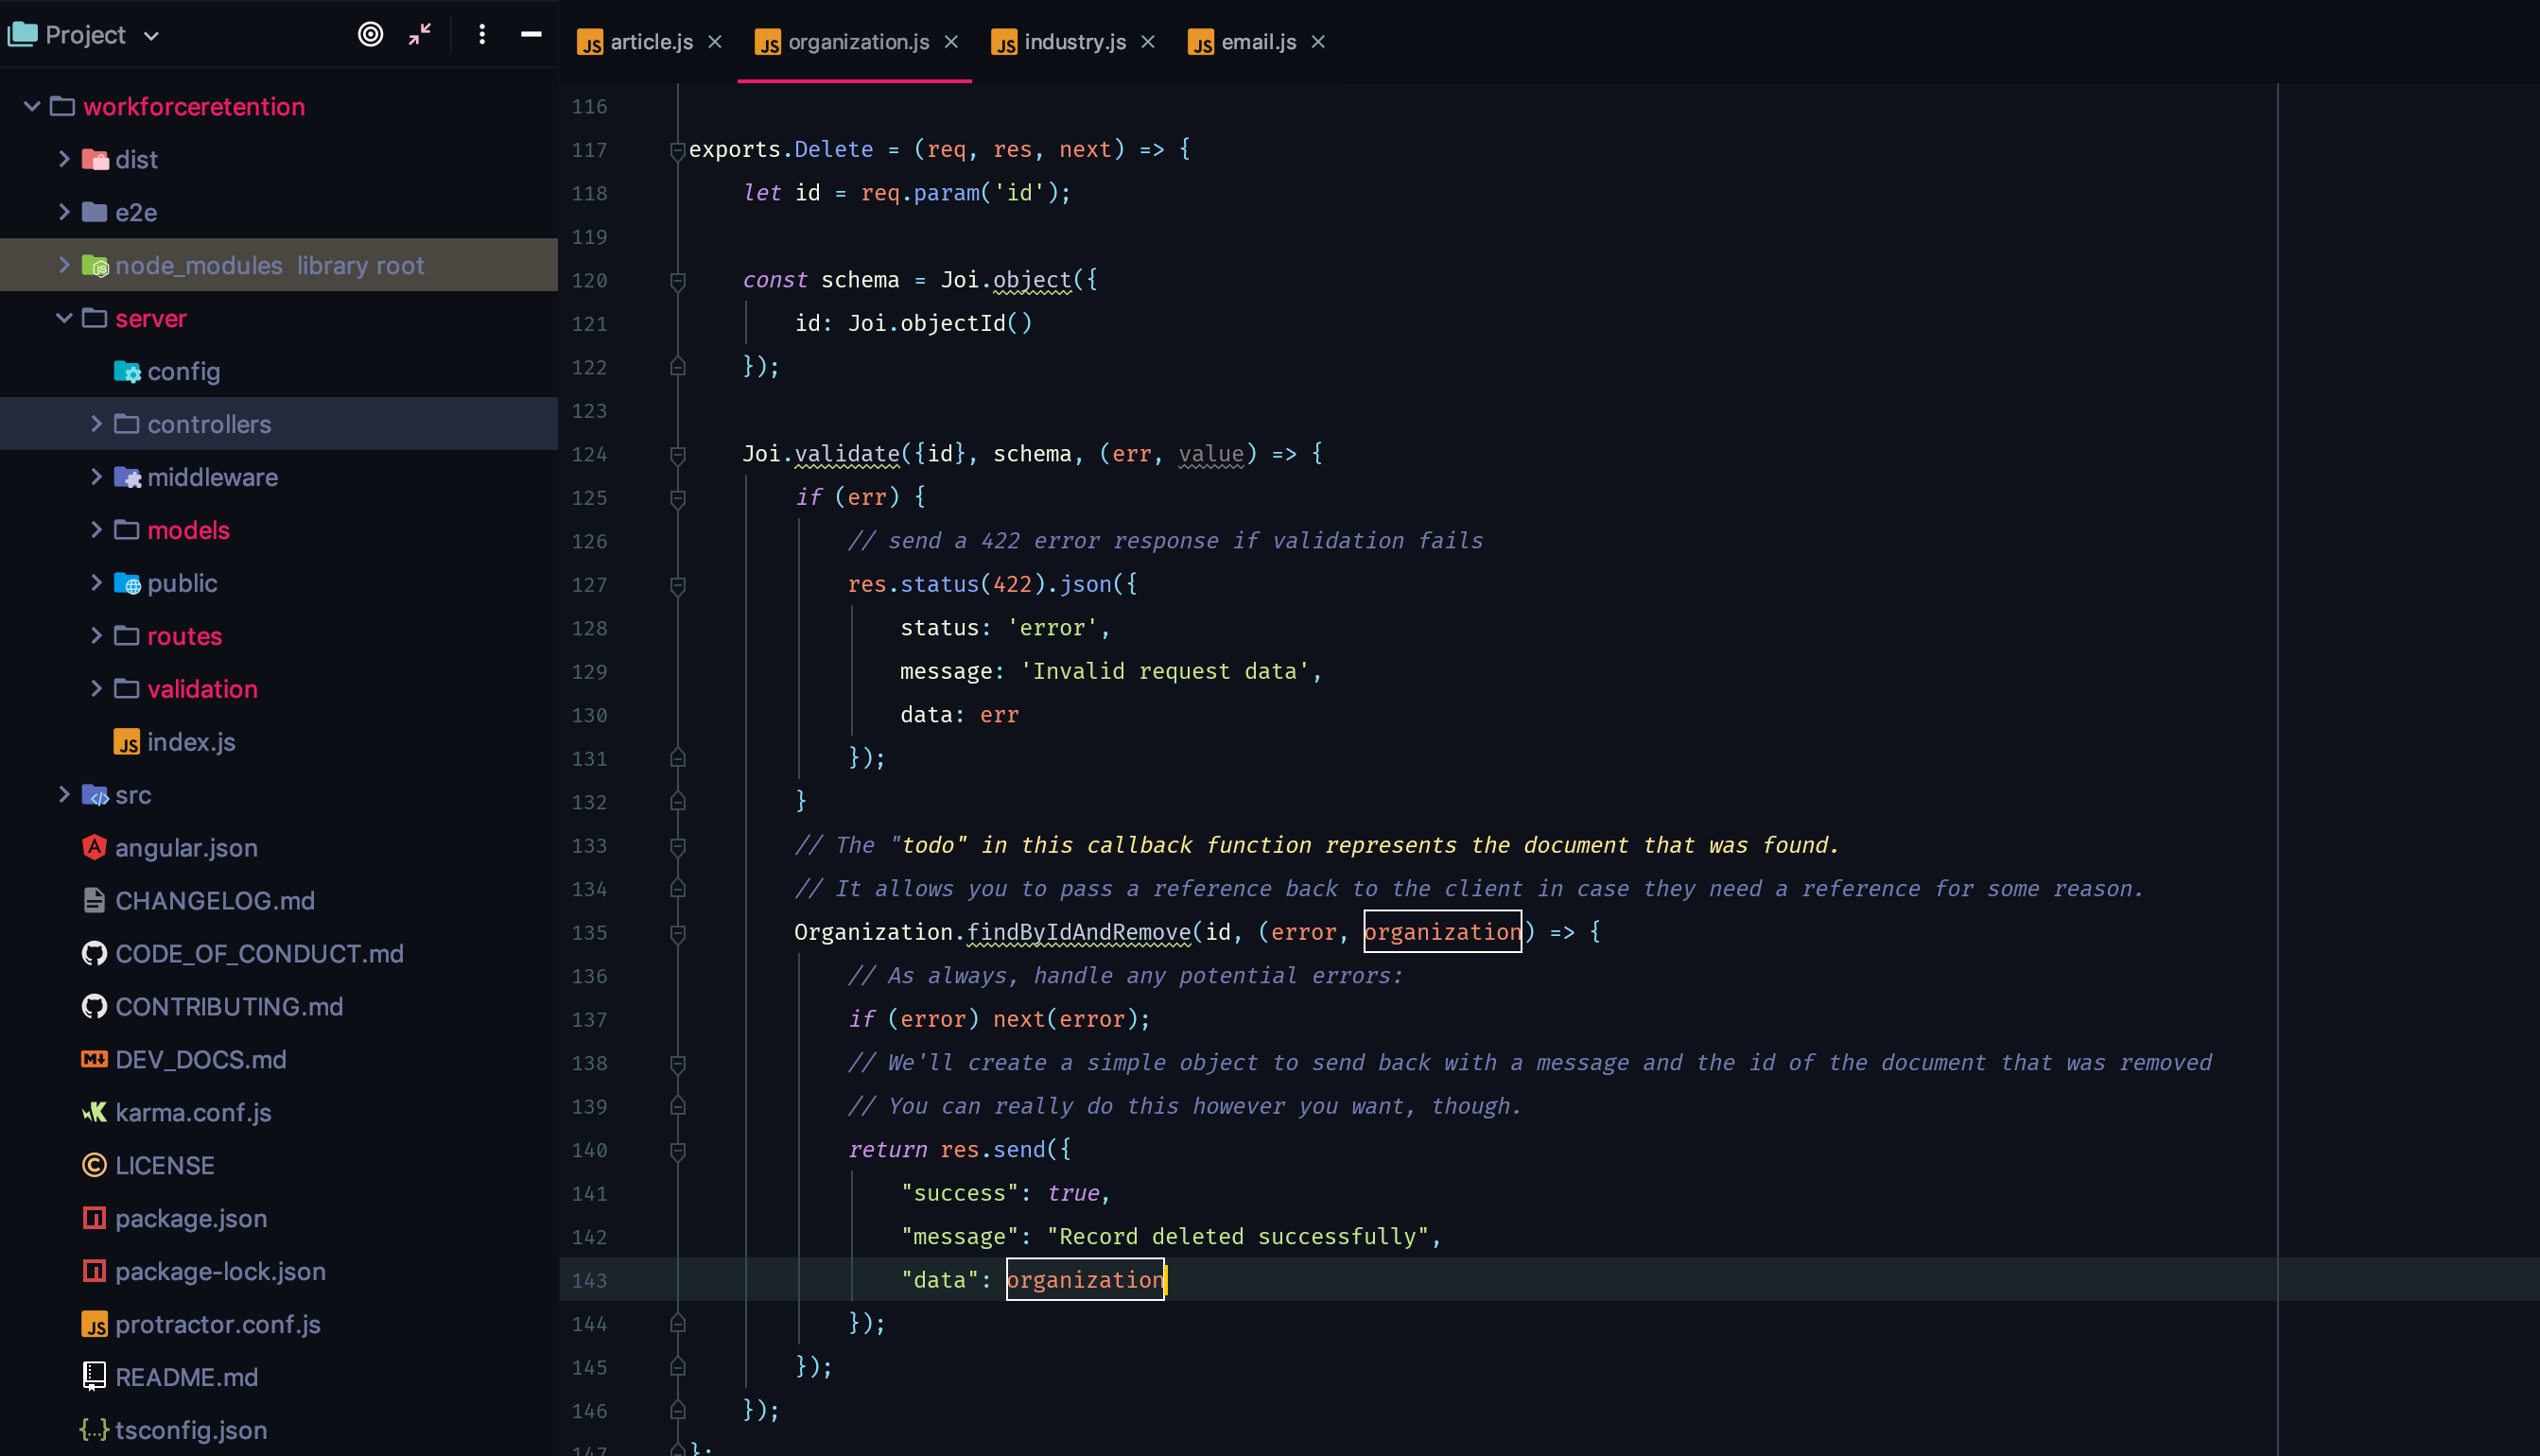 Project
workforceretention
dist
e2e
node_modules library root
server
config
controllers
middleware
models
public
routes
validation
JS index.js
src
angular.json
CHANGELOG.md
CODE_OF_CONDUCT.md
CONTRIBUTING.md
DEV_DOCS.md
karma.conf.js
LICENSE
package.json
package-lock.json
JS protractor.conf.js
README.md
tsconfig.json
JS article.js JS organization.js JS industry.js JS email.js
116
117 exports.Delete = (req, res, next) => {
118 let id = req.param('id');
119
120 const schema = Joi.object({
121 id: Joi.objectId()
122 });
123
124 Joi.validate({id}, schema, (err, value) => {
125 if (err) {
126 // send a 422 error response if validation fails
127 res.status(422).json({
128 status: 'error',
129 message: 'Invalid request data',
130 data: err
131 });
132 }
133 // The "todo" in this callback function represents the document that was found.
134 // It allows you to pass a reference back to the client in case they need a reference for some reason.
135 Organization.findByIdAndRemove(id, (error, organization) => {
136 // As always, handle any potential errors:
137 if (error) next(error);
138 // We'll create a simple object to send back with a message and the id of the document that was removed
139 // You can really do this however you want, though.
140 return res.send({
141 "success": true,
142 "message": "Record deleted successfully",
143 "data": organization
144 });
145 });
146 });
147 };